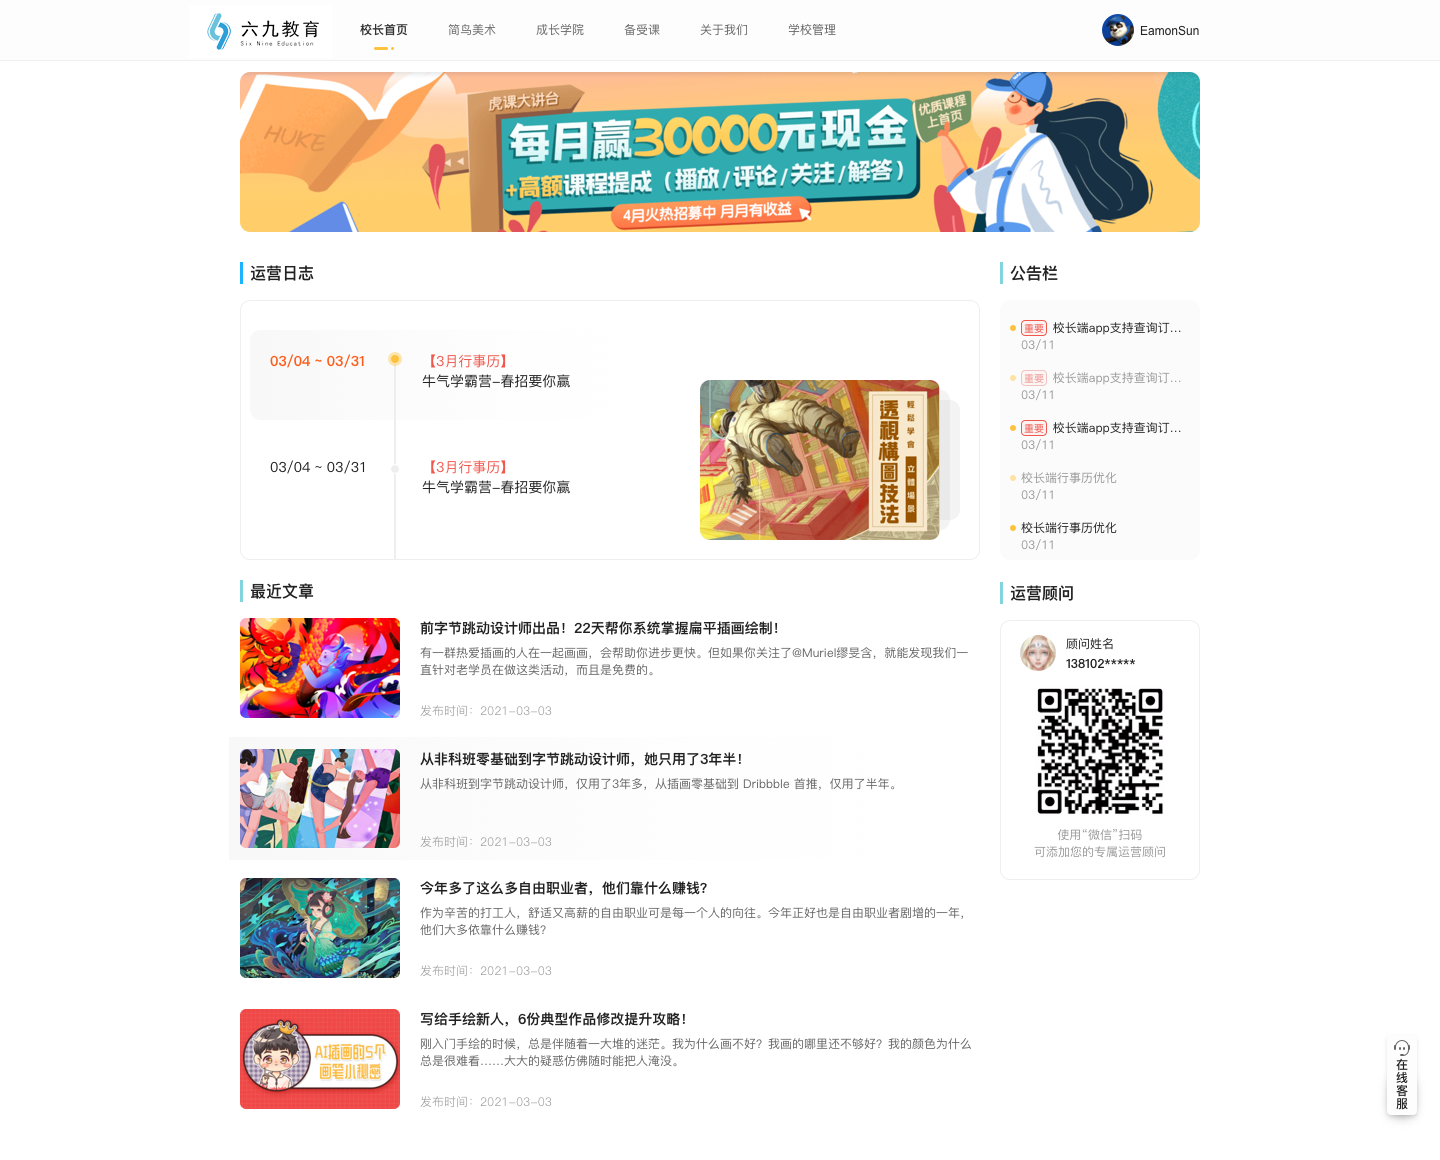 六九教育
Six Nine Education
校长首页
简鸟美术
成长学院
备受课
关于我们
学校管理
EamonSun
HUKE
虎课大讲台
每月赢30000元现金
+高额课程提成（播放/评论/关注/解答）
4月火热招募中 月月有收益
优质课程
上首页
运营日志
03/04 ~ 03/31
【3月行事历】
牛气学霸营-春招要你赢
03/04 ~ 03/31
【3月行事历】
牛气学霸营-春招要你赢
輕鬆學會
透視構圖技法
立體場景
公告栏
重要 校长端app支持查询订...
03/11
重要 校长端app支持查询订...
03/11
重要 校长端app支持查询订...
03/11
校长端行事历优化
03/11
校长端行事历优化
03/11
最近文章
前字节跳动设计师出品！22天帮你系统掌握扁平插画绘制！
有一群热爱插画的人在一起画画，会帮助你进步更快。但如果你关注了@Muriel缪旻含，就能发现我们一
直针对老学员在做这类活动，而且是免费的。
发布时间：2021-03-03
从非科班零基础到字节跳动设计师，她只用了3年半！
从非科班到字节跳动设计师，仅用了3年多，从插画零基础到 Dribbble 首推，仅用了半年。
发布时间：2021-03-03
今年多了这么多自由职业者，他们靠什么赚钱？
作为辛苦的打工人，舒适又高薪的自由职业可是每一个人的向往。今年正好也是自由职业者剧增的一年，
他们大多依靠什么赚钱？
发布时间：2021-03-03
AI插画的5个
画笔小秘密
写给手绘新人，6份典型作品修改提升攻略！
刚入门手绘的时候，总是伴随着一大堆的迷茫。我为什么画不好？我画的哪里还不够好？我的颜色为什么
总是很难看......大大的疑惑仿佛随时能把人淹没。
发布时间：2021-03-03
运营顾问
顾问姓名
138102*****
使用“微信”扫码
可添加您的专属运营顾问
在线客服